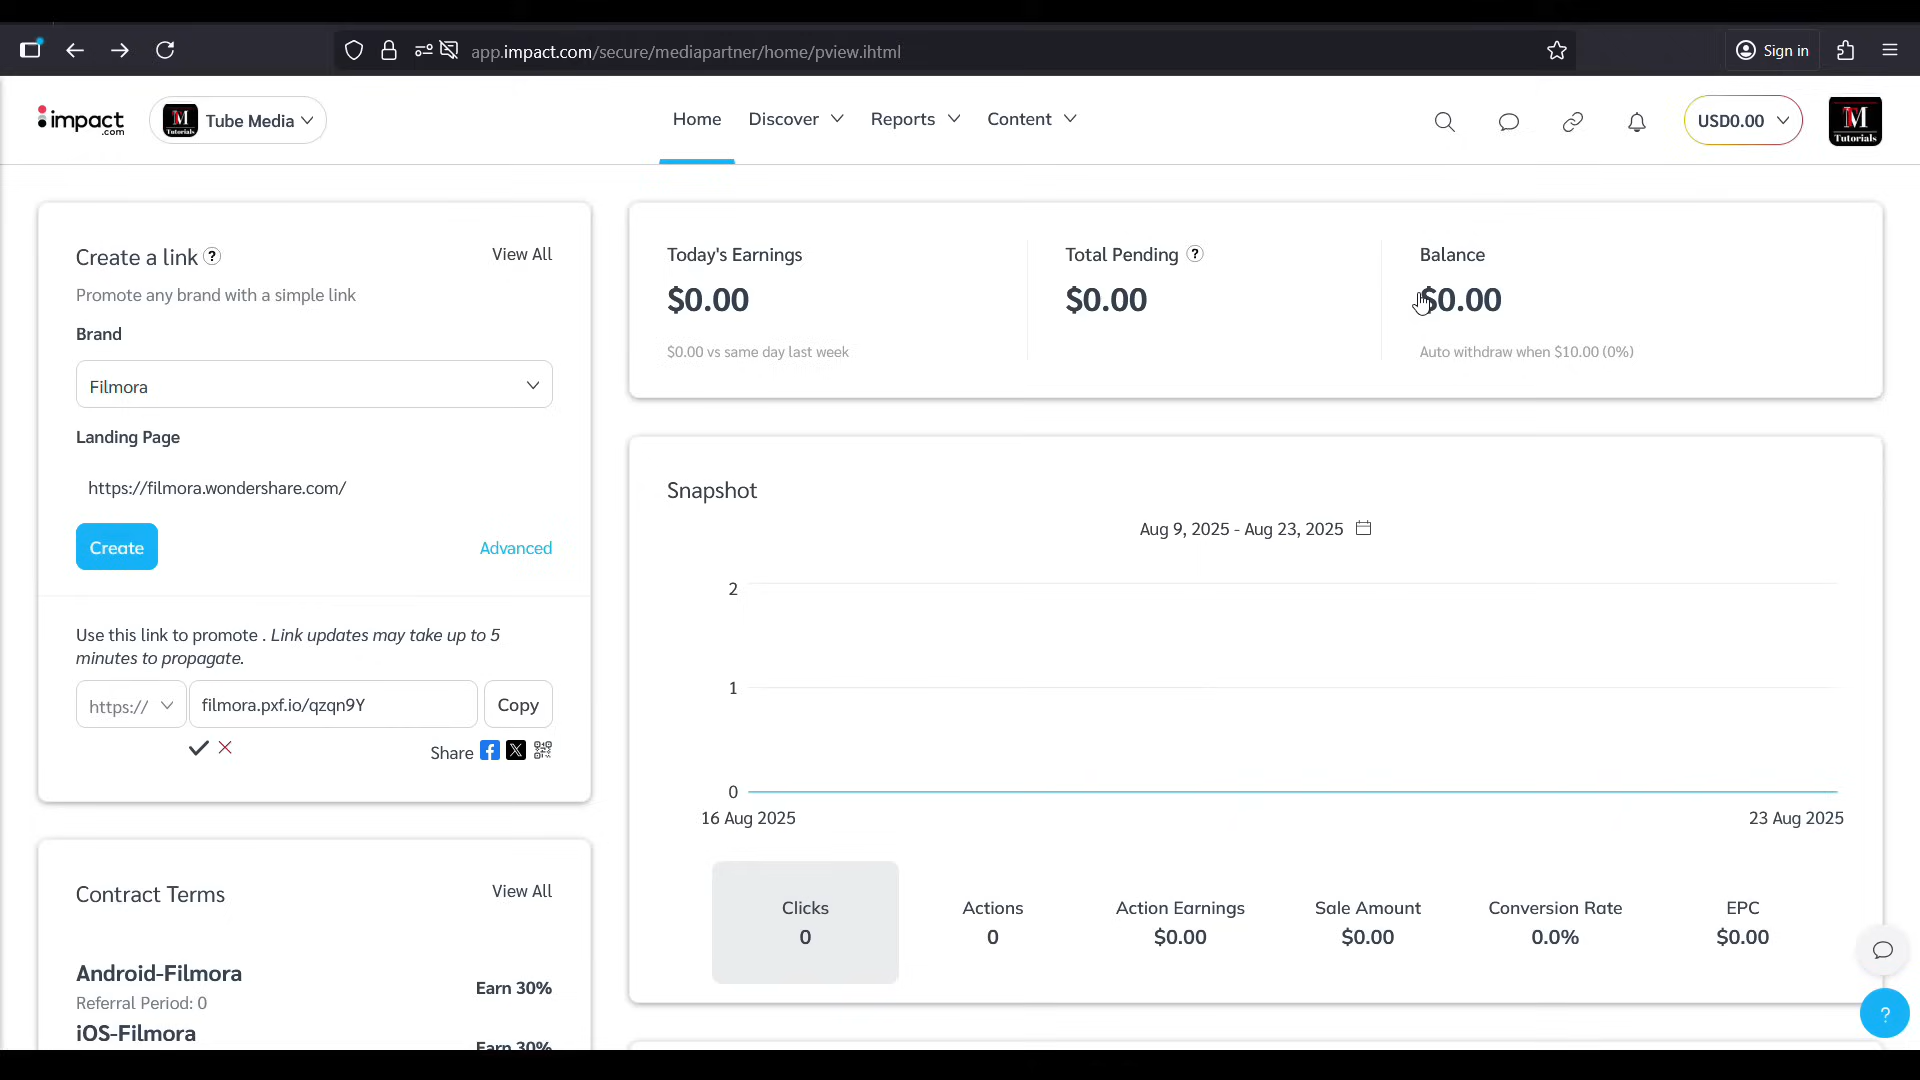 app.impact.com/secure/mediapartner/home/pview.ihtml
Sign in
impact
.com
M
Tutorials
Tube Media
Home
Discover
Reports
Content
USD0.00
M
Tutorials
Create a link ?
View All
Promote any brand with a simple link
Brand
Filmora
Landing Page
https://filmora.wondershare.com/
Create
Advanced
Use this link to promote . Link updates may take up to 5
minutes to propagate.
https://
filmora.pxf.io/qzqn9Y
Copy
Share
Contract Terms
View All
Android-Filmora
Referral Period: 0
Earn 30%
iOS-Filmora
Earn 30%
Today's Earnings
$0.00
$0.00 vs same day last week
Total Pending ?
$0.00
Balance
$0.00
Auto withdraw when $10.00 (0%)
Snapshot
Aug 9, 2025 - Aug 23, 2025
2
1
0
16 Aug 2025
23 Aug 2025
Clicks
0
Actions
0
Action Earnings
$0.00
Sale Amount
$0.00
Conversion Rate
0.0%
EPC
$0.00
?